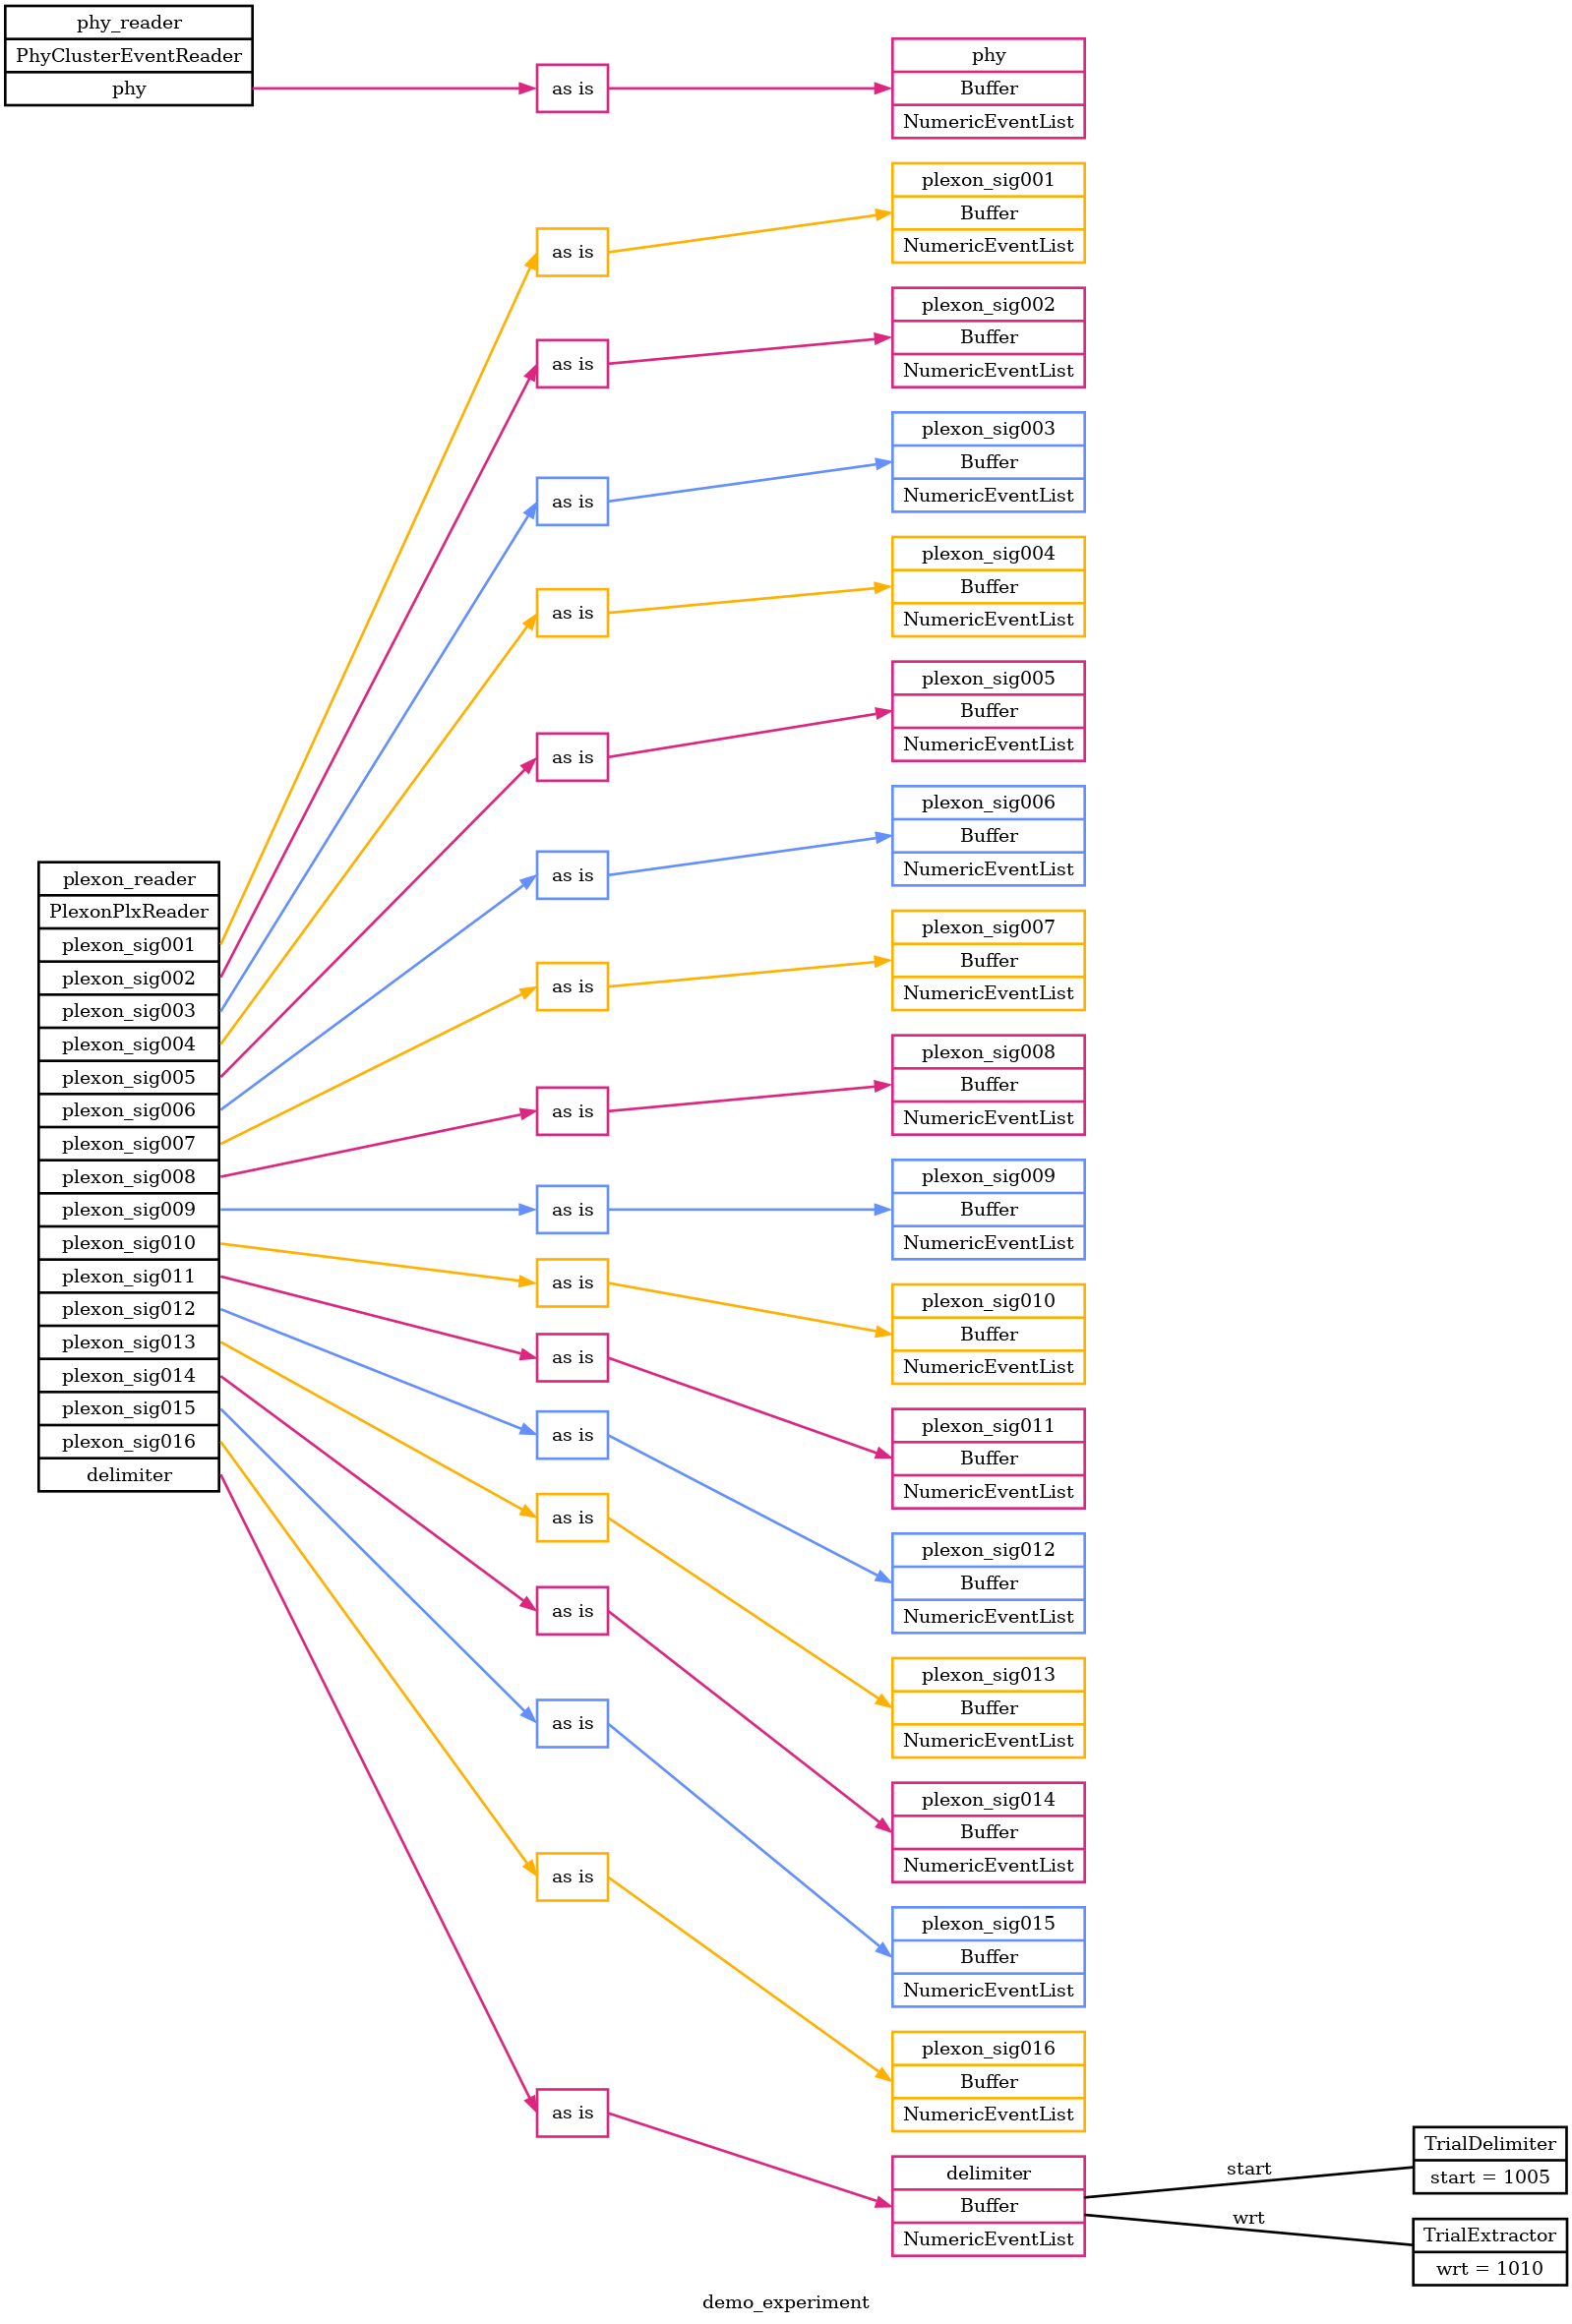 phy_reader
PhyClusterEventReader
phy
as is
phy
Buffer
NumericEventList
plexon_sig001
Buffer
NumericEventList
as is
plexon_sig002
Buffer
NumericEventList
as is
plexon_sig003
Buffer
NumericEventList
as is
plexon_sig004
Buffer
NumericEventList
as is
plexon_sig005
Buffer
NumericEventList
as is
plexon_sig006
Buffer
NumericEventList
as is
plexon_reader
PlexonPlxReader
plexon_sig001
plexon_sig002
plexon_sig003
plexon_sig004
plexon_sig005
plexon_sig006
plexon_sig007
plexon_sig008
plexon_sig009
plexon_sig010
plexon_sig011
plexon_sig012
plexon_sig013
plexon_sig014
plexon_sig015
plexon_sig016
delimiter
plexon_sig007
Buffer
NumericEventList
as is
plexon_sig008
Buffer
NumericEventList
as is
plexon_sig009
Buffer
NumericEventList
as is
as is
plexon_sig010
Buffer
NumericEventList
as is
plexon_sig011
Buffer
NumericEventList
as is
plexon_sig012
Buffer
NumericEventList
as is
plexon_sig013
Buffer
NumericEventList
as is
plexon_sig014
Buffer
NumericEventList
as is
plexon_sig015
Buffer
NumericEventList
as is
plexon_sig016
Buffer
NumericEventList
as is
delimiter
Buffer
NumericEventList
start
TrialDelimiter
start = 1005
wrt
TrialExtractor
wrt = 1010
demo_experiment